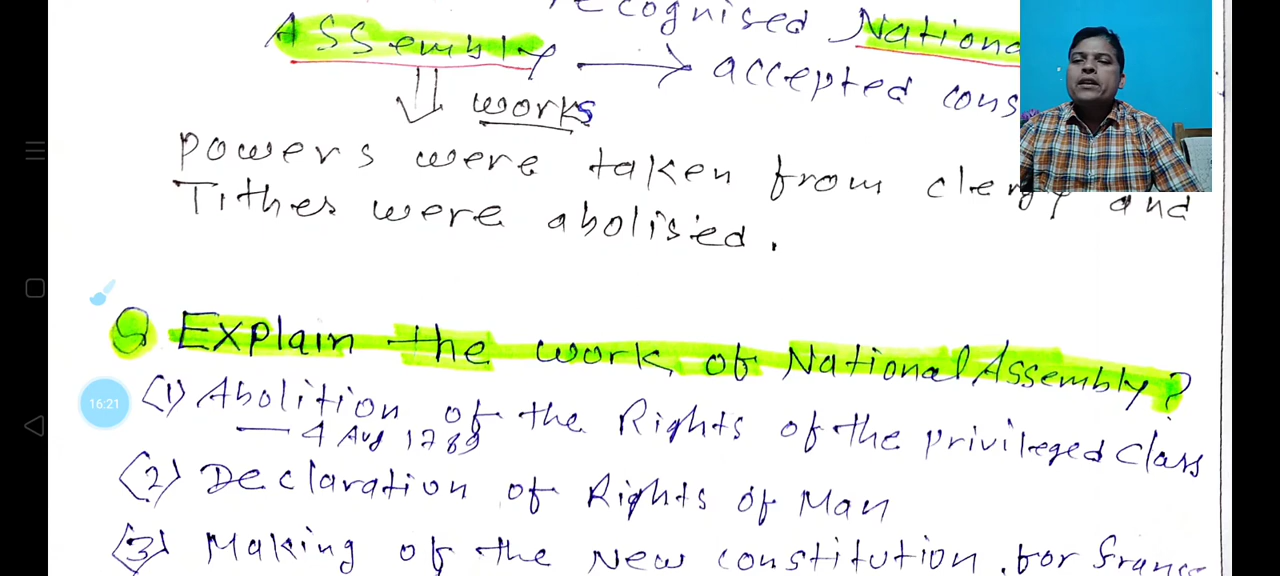 recognised Nationa
Assembly → accepted cons
works
powers were taken from clergy and
Tithes were abolised.
Q Explain the work of National Assembly?
(1) Abolition of the Rights of the privileged class
— 4 Aug 1789
16:21
(2) Declaration of Rights of Man
(3) Making of the New constitution for france